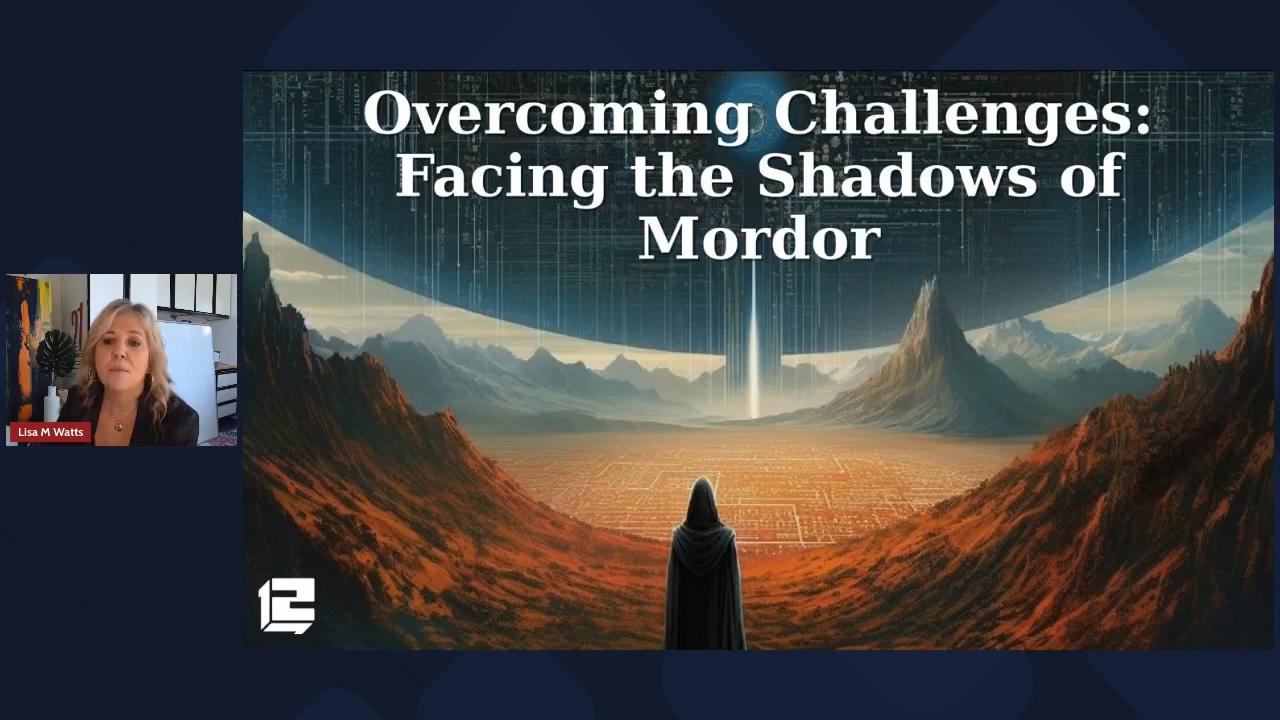 Overcoming Challenges:
Facing the Shadows of
Mordor
Lisa M Watts